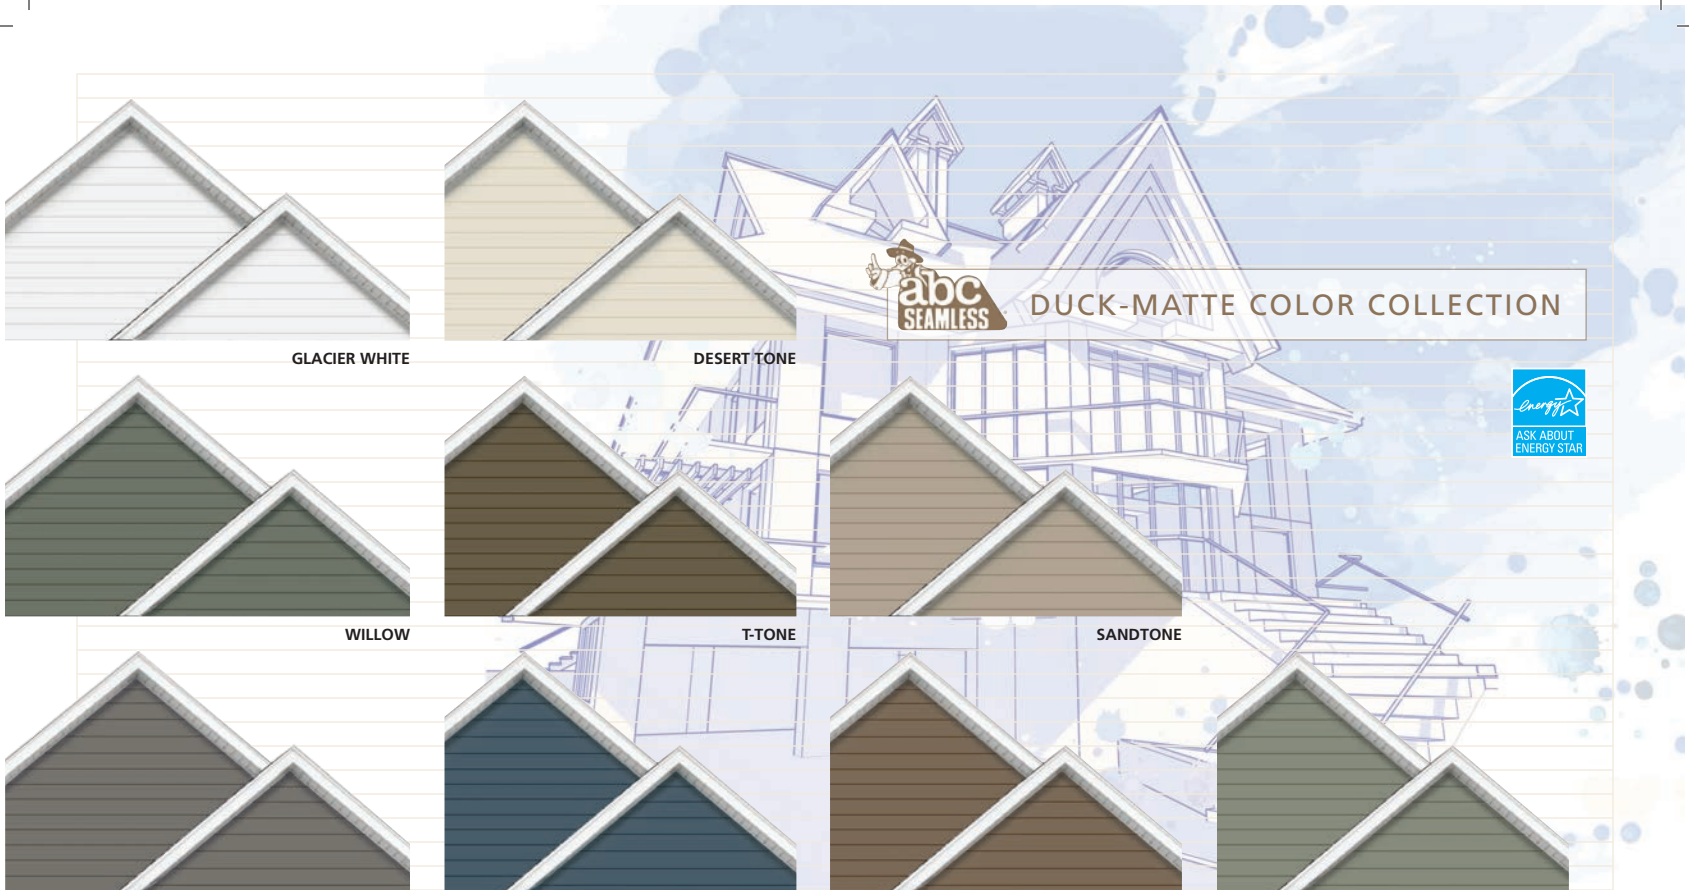 GLACIER WHITE
DESERT TONE
abc
SEAMLESS
DUCK-MATTE COLOR COLLECTION
energy
ASK ABOUT
ENERGY STAR
WILLOW
T-TONE
SANDTONE